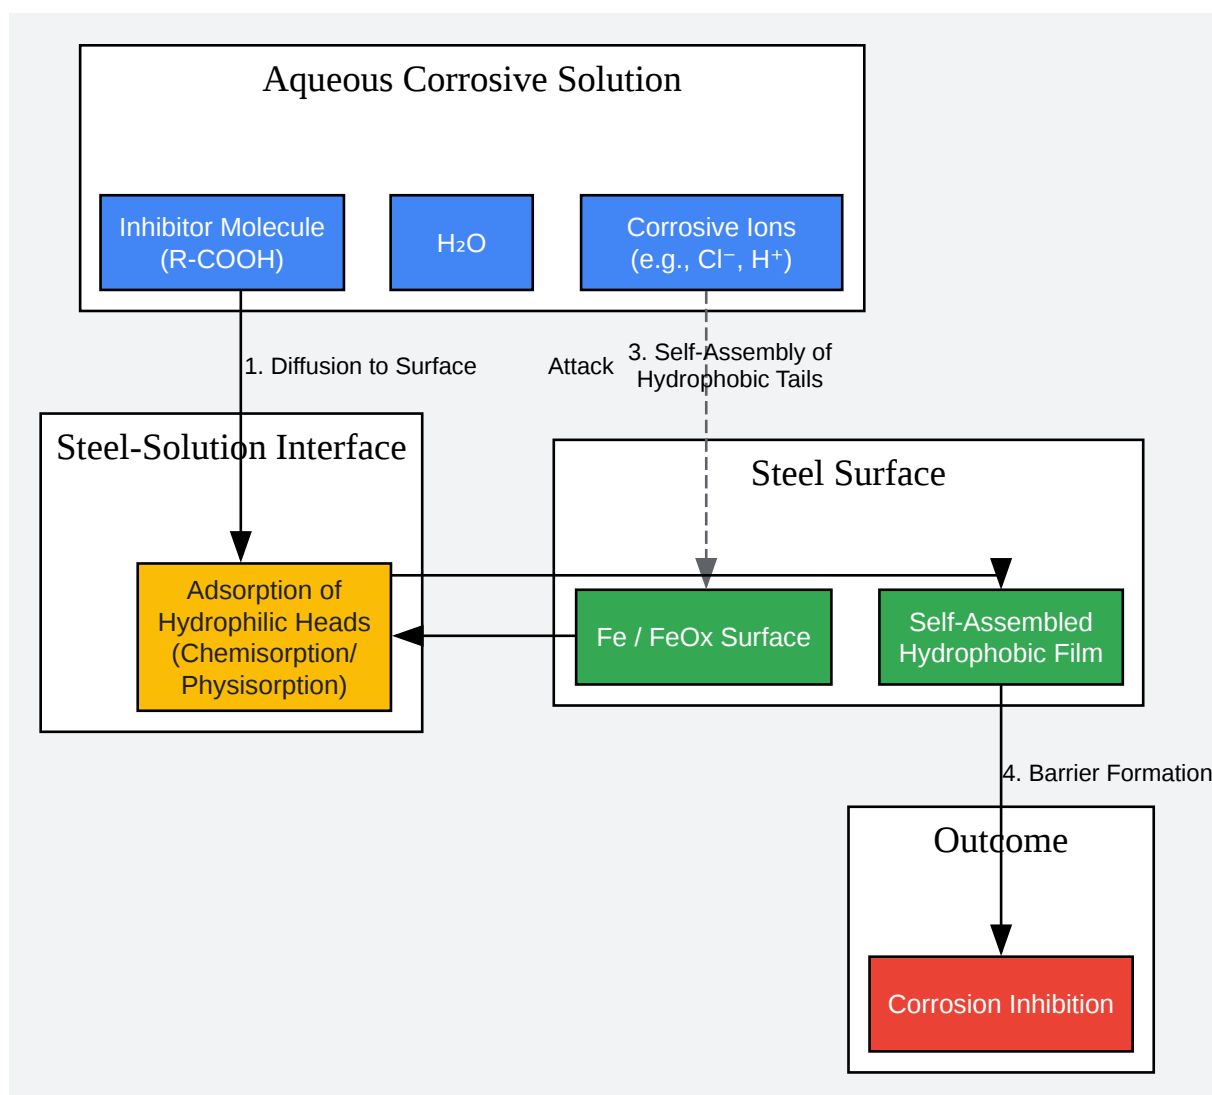 Aqueous Corrosive Solution
Inhibitor Molecule
(R-COOH)
H₂O
Corrosive Ions
(e.g., Cl⁻, H⁺)
1. Diffusion to Surface
Attack
3. Self-Assembly of
Hydrophobic Tails
Steel-Solution Interface
Steel Surface
Adsorption of
Hydrophilic Heads
(Chemisorption/
Physisorption)
Fe / FeOx Surface
Self-Assembled
Hydrophobic Film
4. Barrier Formation
Outcome
Corrosion Inhibition